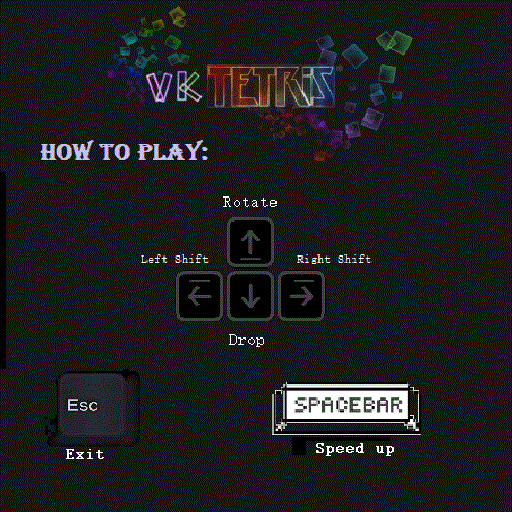 VK TETRIS
HOW TO PLAY:
Rotate
Left Shift
Right Shift
Drop
Esc
SPACEBAR
Exit
Speed up